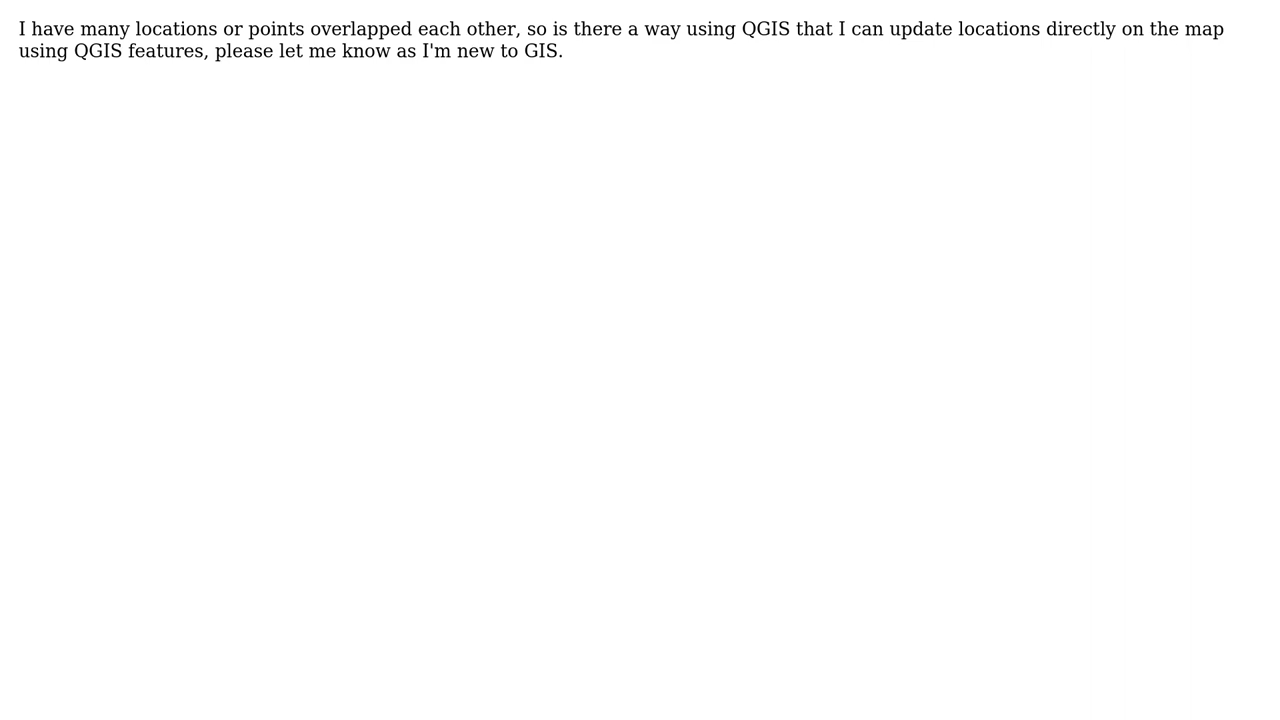 I have many locations or points overlapped each other, so is there a way using QGIS that I can update locations directly on the map
using QGIS features, please let me know as I'm new to GIS.